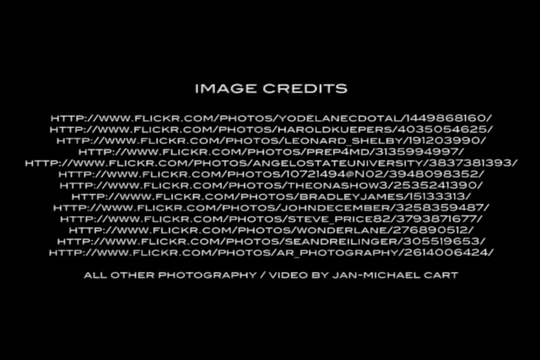 IMAGE CREDITS
HTTP://WWW.FLICKR.COM/PHOTOS/YODELANECDOTAL/1449868160/
HTTP://WWW.FLICKR.COM/PHOTOS/HAROLDKUEPERS/4035054625/
HTTP://WWW.FLICKR.COM/PHOTOS/LEONARD_SHELBY/191203990/
HTTP://WWW.FLICKR.COM/PHOTOS/PREP4MD/3135994997/
HTTP://WWW.FLICKR.COM/PHOTOS/ANGELOSTATEUNIVERSITY/3837381393/
HTTP://WWW.FLICKR.COM/PHOTOS/10721494@N02/3948098352/
HTTP://WWW.FLICKR.COM/PHOTOS/THEONASHOW3/2535241390/
HTTP://WWW.FLICKR.COM/PHOTOS/BRADLEYJAMES/15133313/
HTTP://WWW.FLICKR.COM/PHOTOS/JOHNDECEMBER/3258359487/
HTTP://WWW.FLICKR.COM/PHOTOS/STEVE_PRICE82/3793871677/
HTTP://WWW.FLICKR.COM/PHOTOS/WONDERLANE/276890512/
HTTP://WWW.FLICKR.COM/PHOTOS/SEANDREILINGER/305519653/
HTTP://WWW.FLICKR.COM/PHOTOS/AR_PHOTOGRAPHY/2614006424/
ALL OTHER PHOTOGRAPHY / VIDEO BY JAN-MICHAEL CART